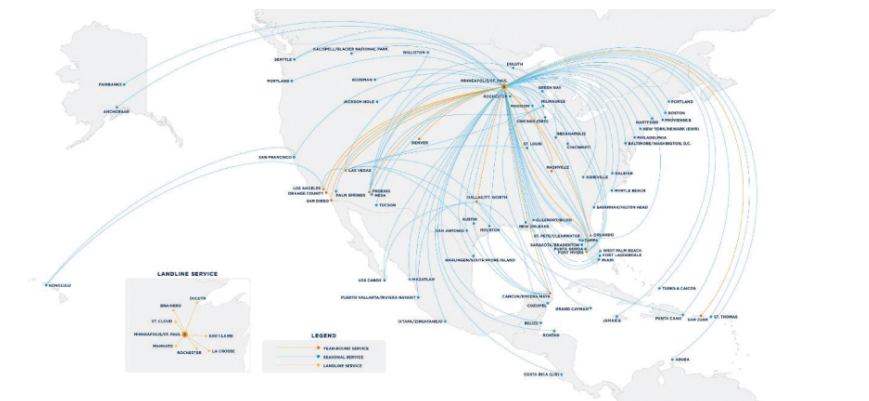 KALISPELL/GLACIER NATIONAL PARK
WILLISTON
SEATTLE
DULUTH
FAIRBANKS
PORTLAND
BOZEMAN
MINNEAPOLIS/ST. PAUL
GREEN BAY
ROCHESTER
JACKSON HOLE
MADISON
MILWAUKEE
PORTLAND
ANCHORAGE
BOSTON
HARTFORD
PROVIDENCE
NEW YORK/NEWARK (EWR)
INDIANAPOLIS
PHILADELPHIA
DENVER
ST. LOUIS
CINCINNATI
BALTIMORE/WASHINGTON, D.C.
SAN FRANCISCO
LAS VEGAS
NASHVILLE
ASHEVILLE
RALEIGH
LOS ANGELES
ORANGE COUNTY
PALM SPRINGS
PHOENIX
MESA
MYRTLE BEACH
SAN DIEGO
TUCSON
DALLAS/FT. WORTH
SAVANNAH/HILTON HEAD
AUSTIN
GULFPORT/BILOXI
NEW ORLEANS
SAN ANTONIO
HOUSTON
ST. PETE/CLEARWATER
ORLANDO
TAMPA
SARASOTA/BRADENTON
PUNTA GORDA
FORT MYERS
WEST PALM BEACH
FORT LAUDERDALE
MIAMI
HARLINGEN/SOUTH PADRE ISLAND
LOS CABOS
MAZATLAN
HONOLULU
PUERTO VALLARTA/RIVIERA NAYARIT
CANCUN/RIVIERA MAYA
COZUMEL
GRAND CAYMAN
TURKS & CAICOS
IXTAPA/ZIHUATANEJO
BELIZE
ROATAN
JAMAICA
PUNTA CANA
SAN JUAN
ST. THOMAS
ARUBA
COSTA RICA (LIR)
LANDLINE SERVICE
DULUTH
BRAINERD
ST. CLOUD
MINNEAPOLIS/ST. PAUL
EAU CLAIRE
MANKATO
ROCHESTER
LA CROSSE
LEGEND
YEAR-ROUND SERVICE
SEASONAL SERVICE
LANDLINE SERVICE